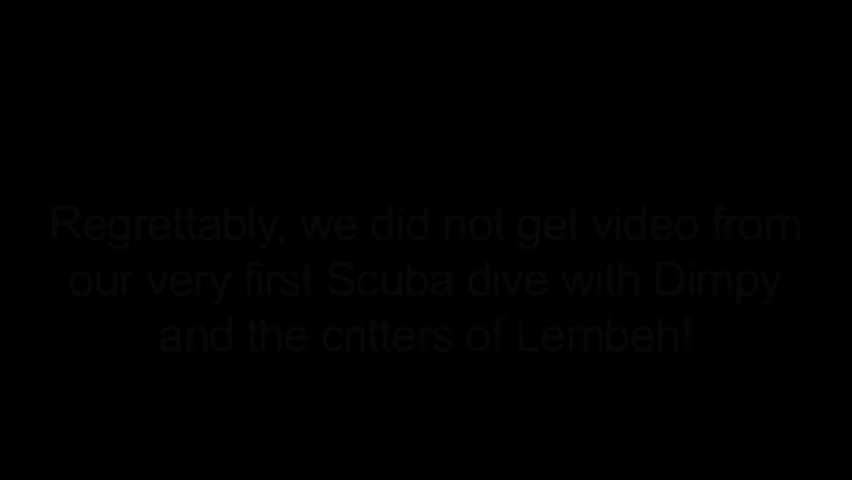 Regrettably, we did not get video from
our very first Scuba dive with Dimpy
and the critters of Lembeh!